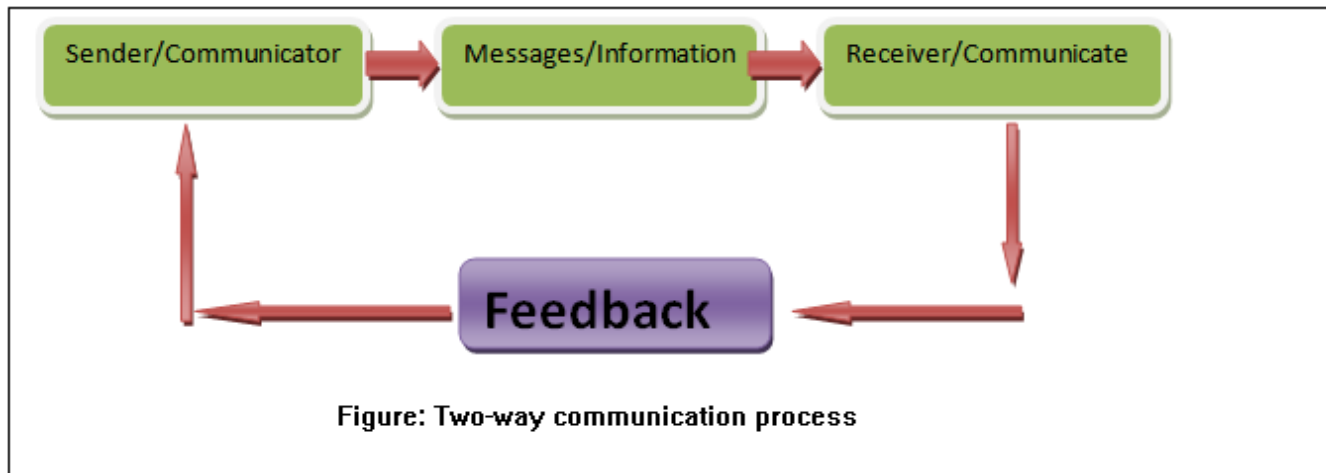 Sender/Communicator
Messages/Information
Receiver/Communicate
Feedback
Figure: Two-way communication process